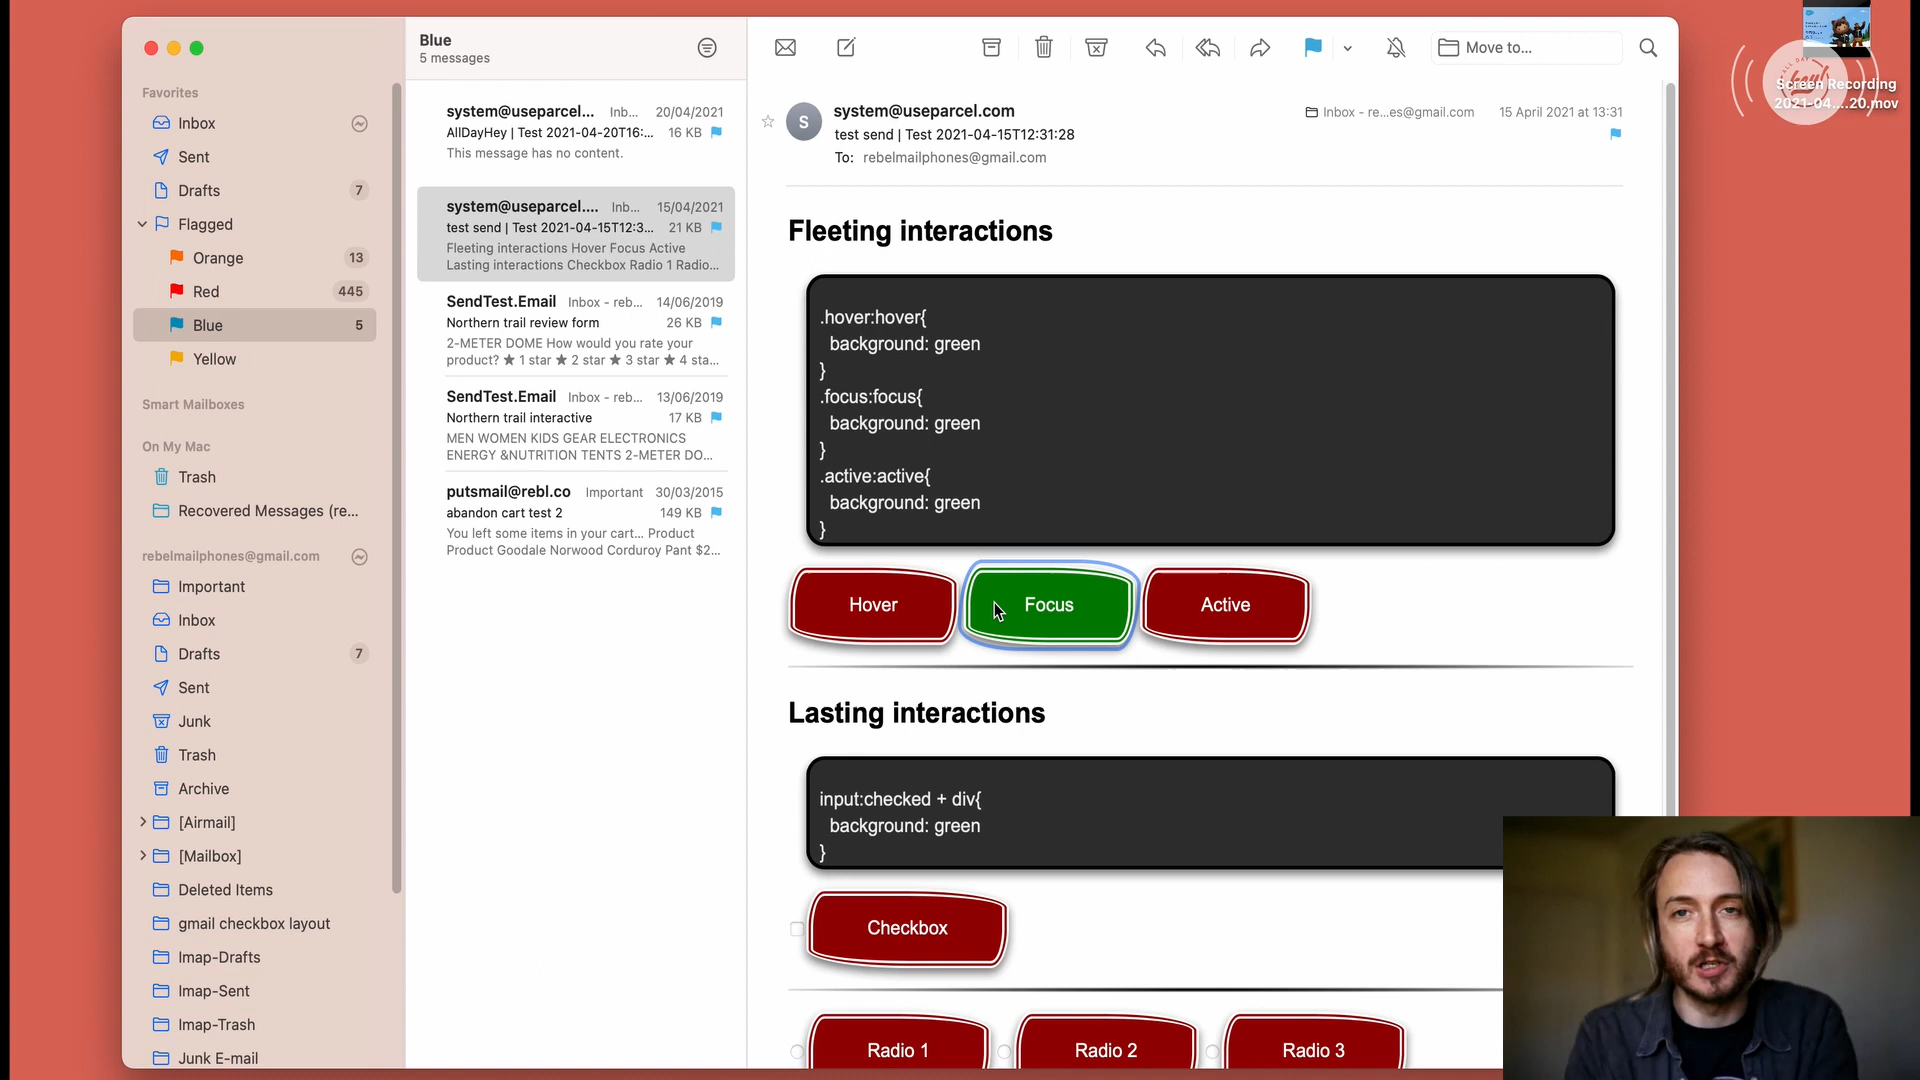 Favorites
Inbox
Sent
Drafts 7
Flagged
Orange 13
Red 445
Blue 5
Yellow
Smart Mailboxes
On My Mac
Trash
Recovered Messages (re...
rebelmailphones@gmail.com
Important
Inbox
Drafts 7
Sent
Junk
Trash
Archive
[Airmail]
[Mailbox]
Deleted Items
gmail checkbox layout
Imap-Drafts
Imap-Sent
Imap-Trash
Junk E-mail
Blue
5 messages
system@useparcel... Inb... 20/04/2021
AllDayHey | Test 2021-04-20T16:... 16 KB
This message has no content.
system@useparcel.... Inb... 15/04/2021
test send | Test 2021-04-15T12:3... 21 KB
Fleeting interactions Hover Focus Active
Lasting interactions Checkbox Radio 1 Radio...
SendTest.Email Inbox - reb... 14/06/2019
Northern trail review form 26 KB
2-METER DOME How would you rate your
product? ★ 1 star ★ 2 star ★ 3 star ★ 4 sta...
SendTest.Email Inbox - reb... 13/06/2019
Northern trail interactive 17 KB
MEN WOMEN KIDS GEAR ELECTRONICS
ENERGY &NUTRITION TENTS 2-METER DO...
putsmail@rebl.co Important 30/03/2015
abandon cart test 2 149 KB
You left some items in your cart... Product
Product Goodale Norwood Corduroy Pant $2...
Move to...
S
system@useparcel.com
Inbox - re...es@gmail.com 15 April 2021 at 13:31
test send | Test 2021-04-15T12:31:28
To: rebelmailphones@gmail.com
Fleeting interactions
.hover:hover{
background: green
}
.focus:focus{
background: green
}
.active:active{
background: green
}
Hover Focus Active
Lasting interactions
input:checked + div{
background: green
}
Checkbox
Radio 1 Radio 2 Radio 3
Screen Recording
2021-04....20.mov